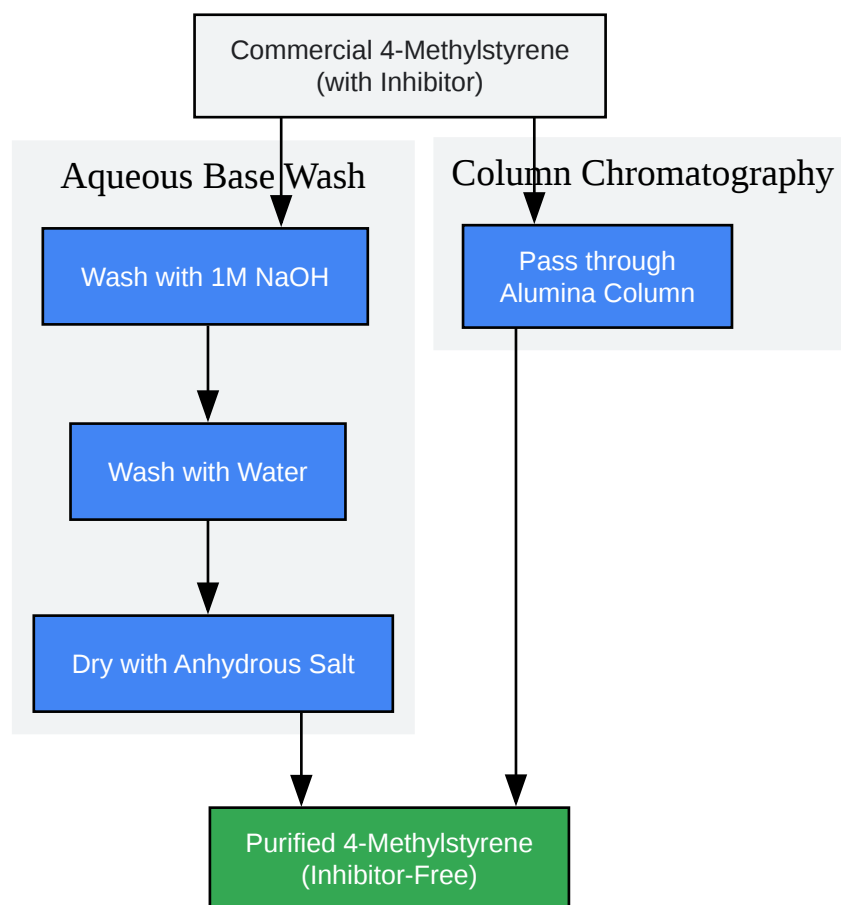 Commercial 4-Methylstyrene
(with Inhibitor)
Aqueous Base Wash
Column Chromatography
Wash with 1M NaOH
Pass through
Alumina Column
Wash with Water
Dry with Anhydrous Salt
Purified 4-Methylstyrene
(Inhibitor-Free)